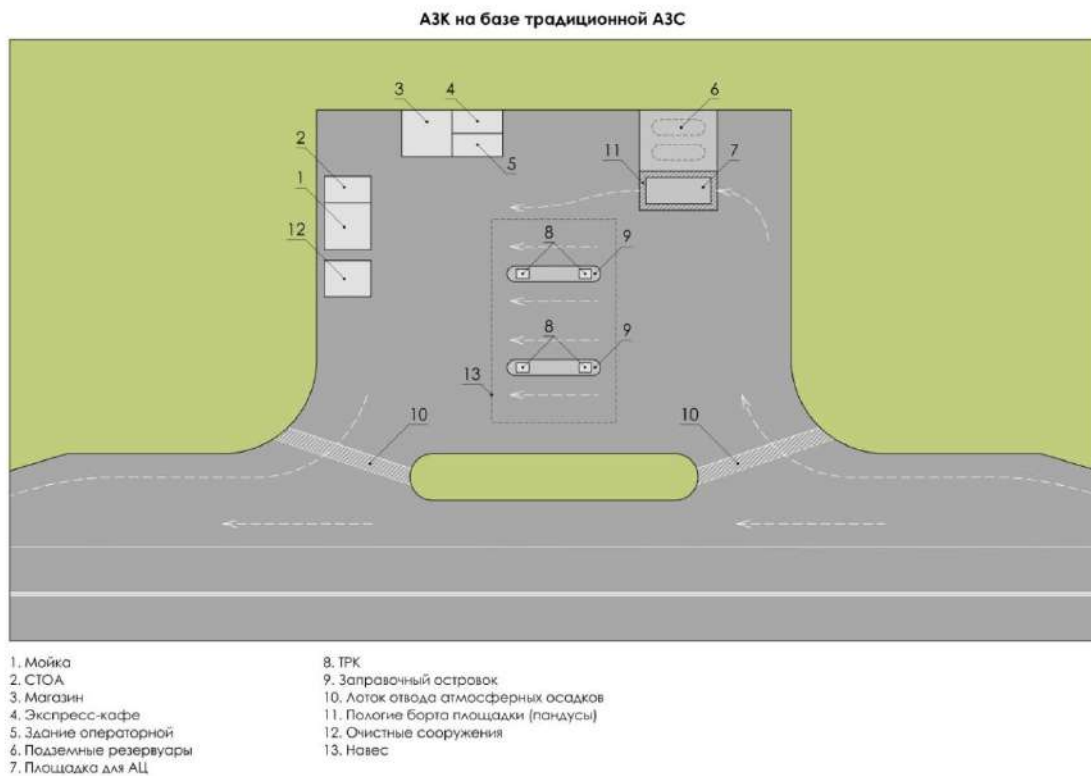 АЗК на базе традиционной АЗС
3
4
6
2
11
7
1
5
12
8
9
8
9
13
10
10
1. Мойка
2. СТОА
3. Магазин
4. Экспресс-кафе
5. Здание операторной
6. Подземные резервуары
7. Площадка для АЦ
8. ТРК
9. Заправочный островок
10. Лоток отвода атмосферных осадков
11. Пологие борта площадки (пандусы)
12. Очистные сооружения
13. Навес